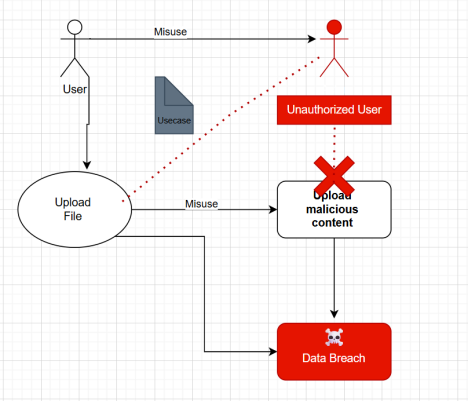 Misuse
User
Usecase
Unauthorized User
Upload
File
Misuse
Upload
malicious
content
Data Breach